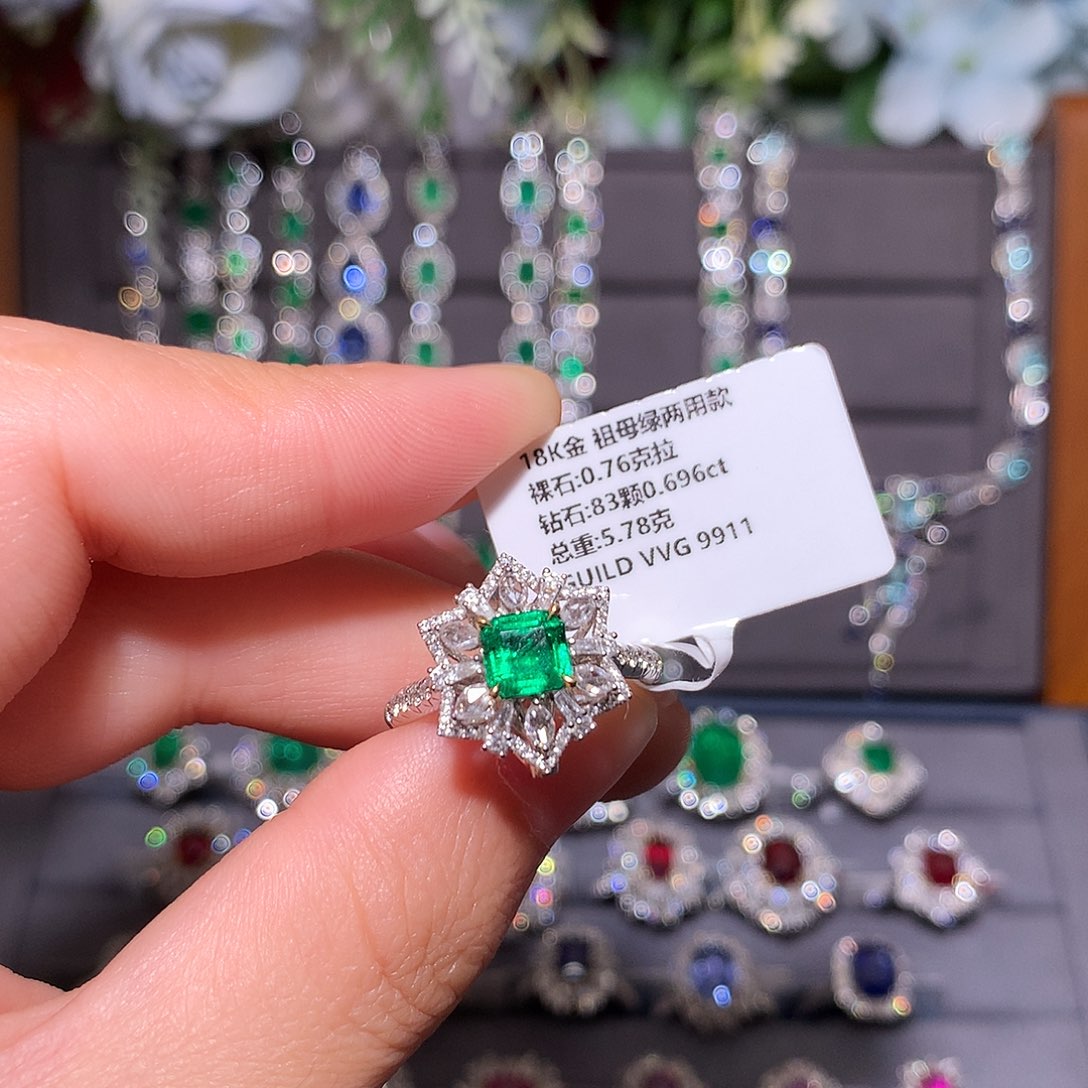 18K金 祖母绿两用款
裸石:0.76克拉
钻石:83颗0.696ct
总重:5.78克
GUILD VVG 9911